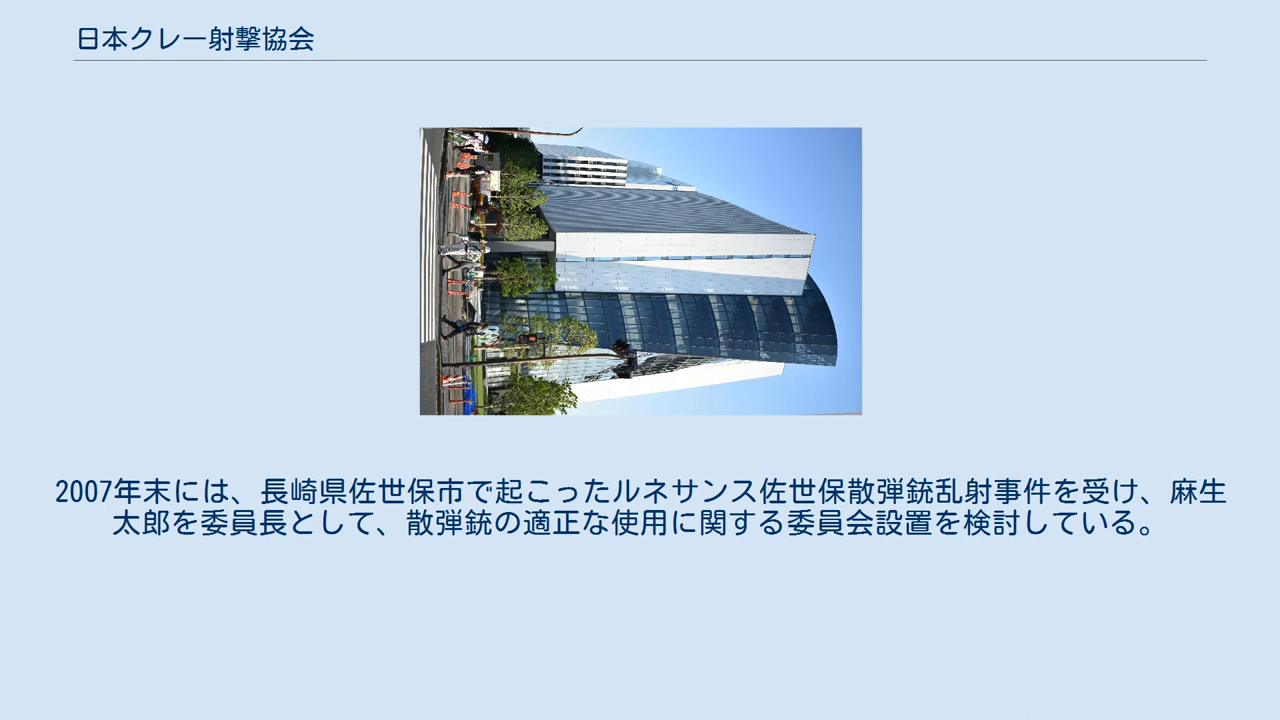 日本クレー射撃協会
2007年末には、長崎県佐世保市で起こったルネサンス佐世保散弾銃乱射事件を受け、麻生
太郎を委員長として、散弾銃の適正な使用に関する委員会設置を検討している。